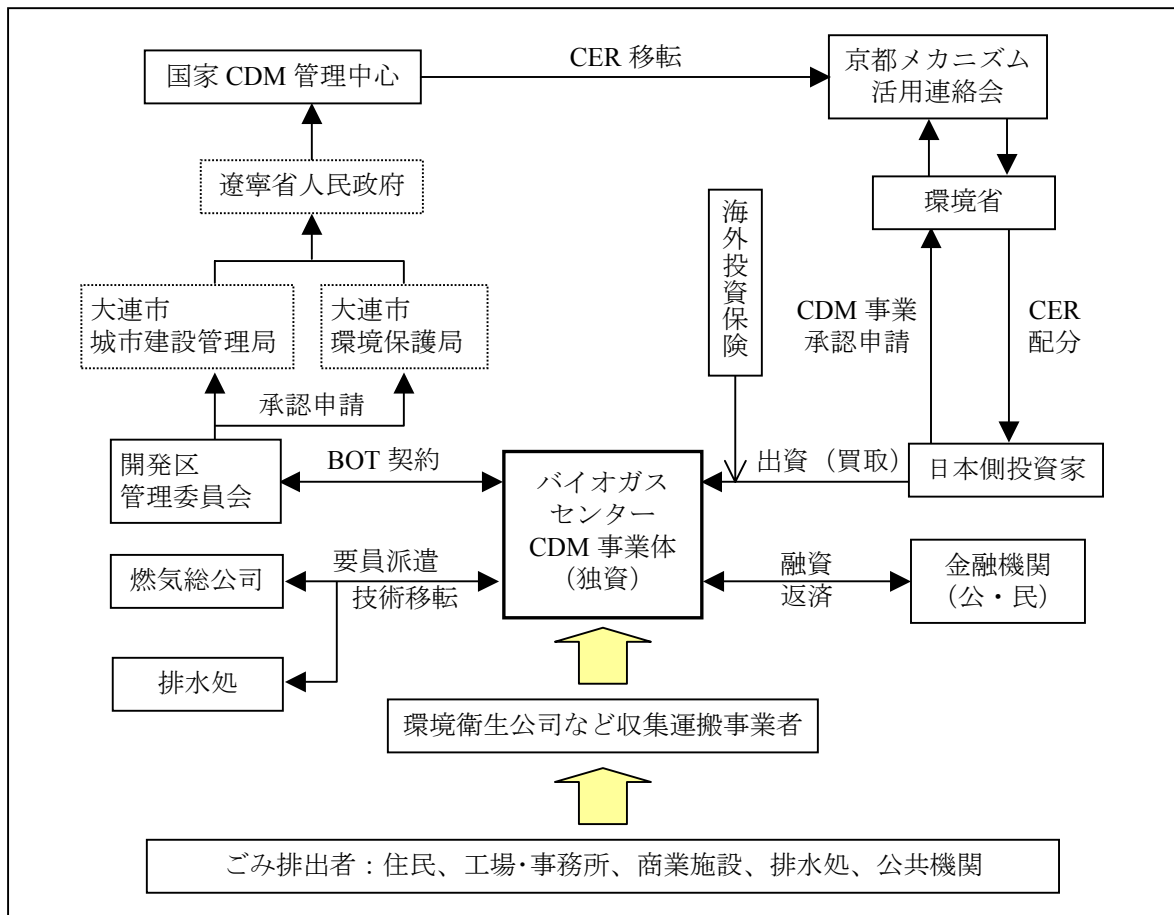 国家 CDM 管理中心
CER 移転
京都メカニズム
活用連絡会
遼寧省人民政府
環境省
海外投資保険
大連市
城市建設管理局
大連市
環境保護局
CDM 事業
承認申請
CER
配分
承認申請
開発区
管理委員会
BOT 契約
バイオガス
センター
CDM 事業体
（独資）
出資（買取）
日本側投資家
燃気総公司
要員派遣
技術移転
融資
返済
金融機関
（公・民）
排水処
環境衛生公司など収集運搬事業者
ごみ排出者：住民、工場･事務所、商業施設、排水処、公共機関